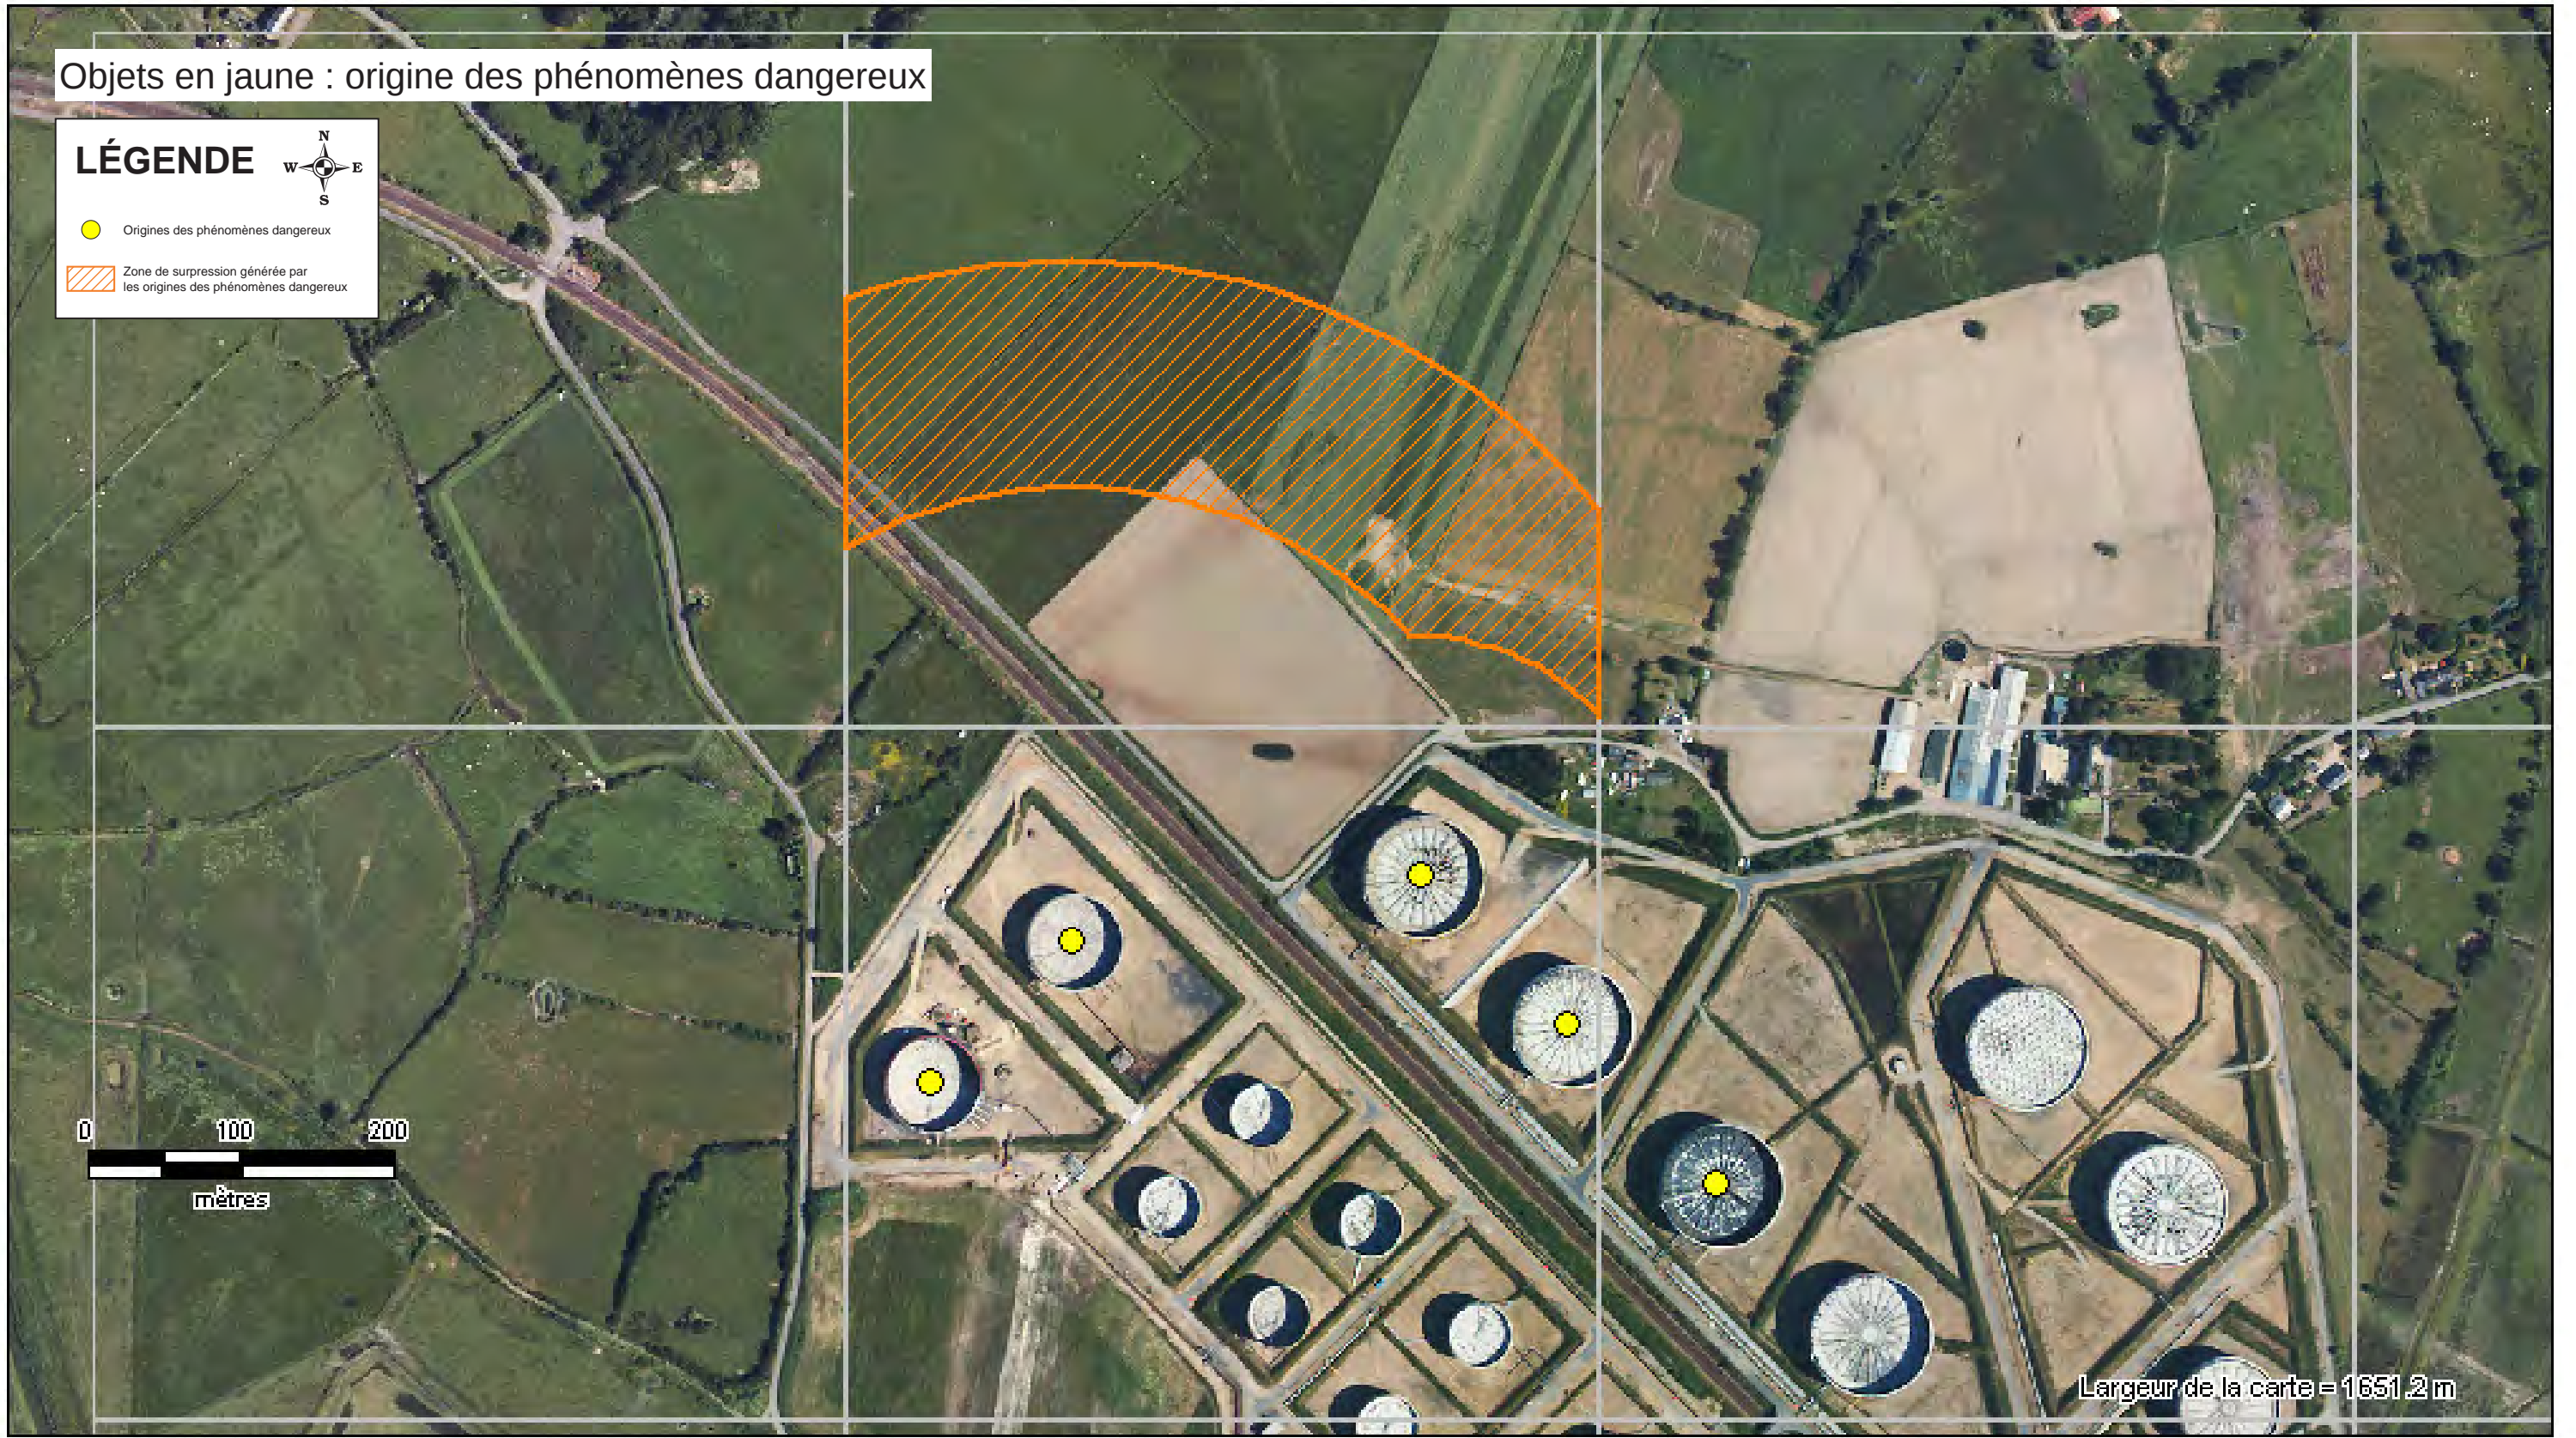 Objets en jaune : origine des phénomènes dangereux
LÉGENDE
N
W E
S
Origines des phénomènes dangereux
Zone de surpression générée par
les origines des phénomènes dangereux
0 100 200
mètres
Largeur de la carte = 1651.2 m